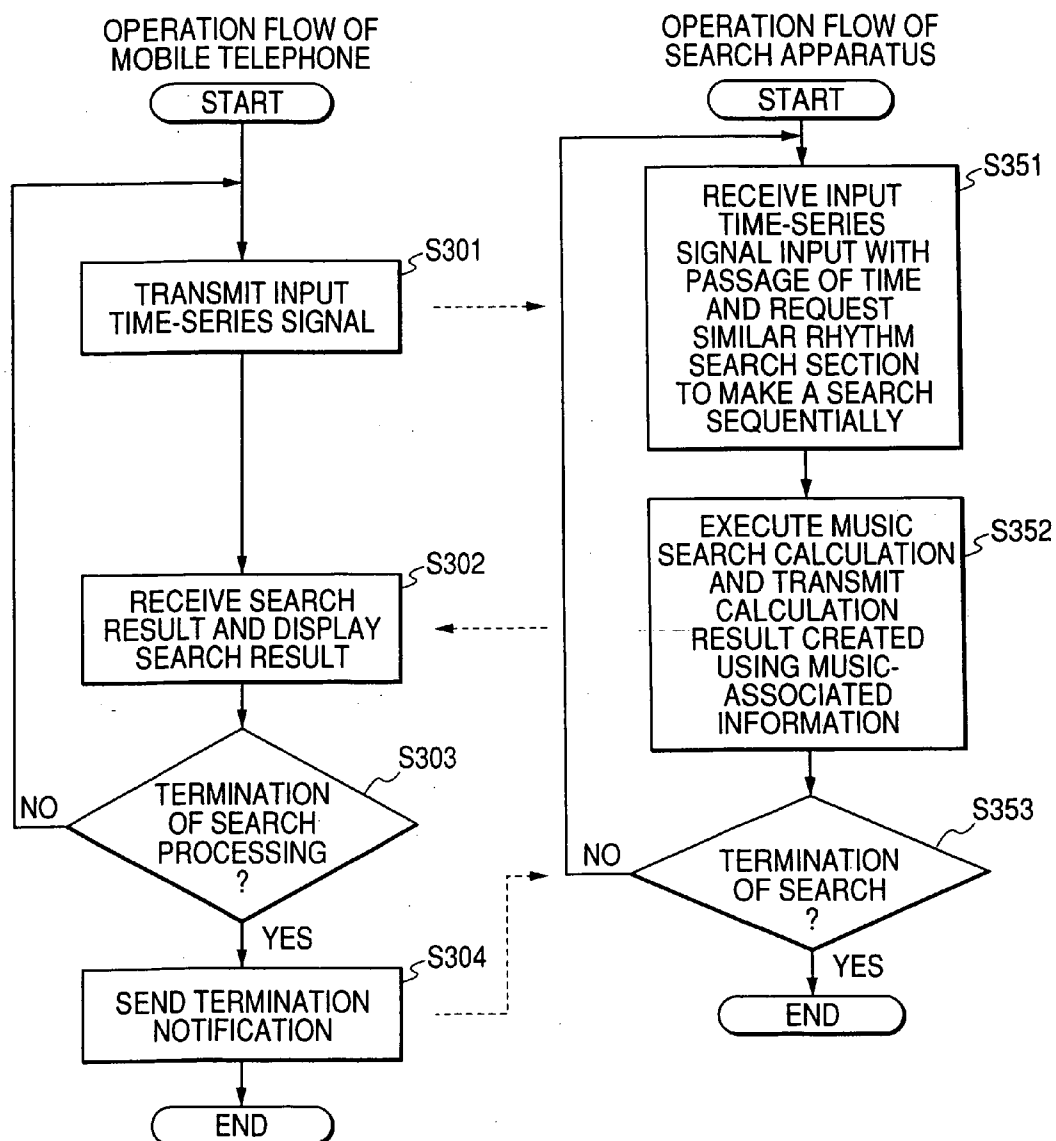 OPERATION FLOW OF
MOBILE TELEPHONE
START
S301
TRANSMIT INPUT
TIME-SERIES SIGNAL
S302
RECEIVE SEARCH
RESULT AND DISPLAY
SEARCH RESULT
S303
TERMINATION
OF SEARCH
PROCESSING
?
NO
YES
S304
SEND TERMINATION
NOTIFICATION
END
OPERATION FLOW OF
SEARCH APPARATUS
START
S351
RECEIVE INPUT
TIME-SERIES
SIGNAL INPUT WITH
PASSAGE OF TIME
AND REQUEST
SIMILAR RHYTHM
SEARCH SECTION
TO MAKE A SEARCH
SEQUENTIALLY
S352
EXECUTE MUSIC
SEARCH CALCULATION
AND TRANSMIT
CALCULATION
RESULT CREATED
USING MUSIC-
ASSOCIATED
INFORMATION
S353
TERMINATION
OF SEARCH
?
NO
YES
END